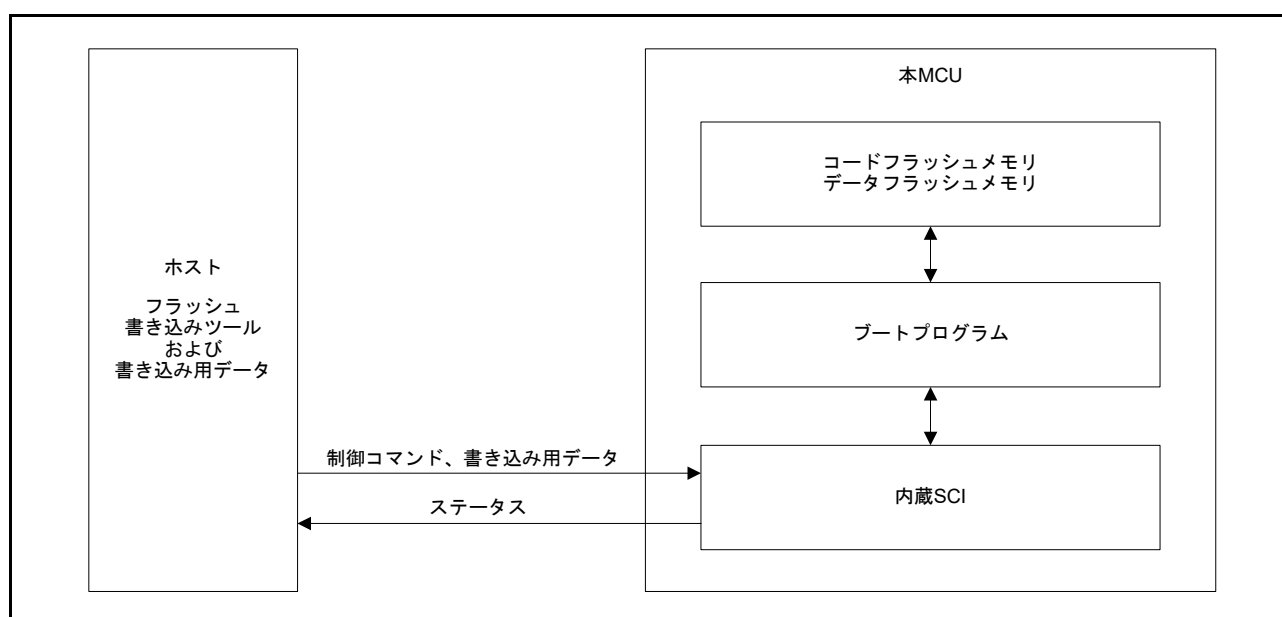 本MCU
コードフラッシュメモリ
データフラッシュメモリ
ホスト
フラッシュ
書き込みツール
および
書き込み用データ
ブートプログラム
制御コマンド、書き込み用データ
ステータス
内蔵SCI